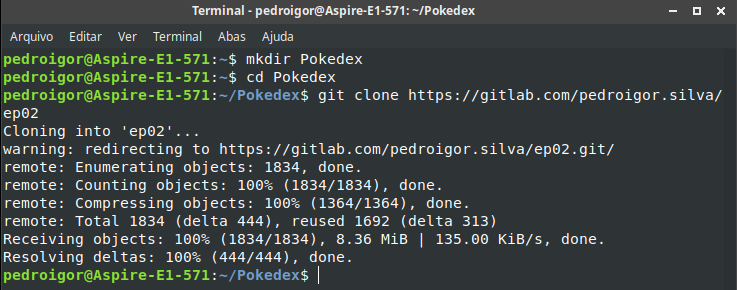 Terminal - pedroigor@Aspire-E1-571: ~/Pokedex
Arquivo Editar Ver Terminal Abas Ajuda
pedroigor@Aspire-E1-571:~$ mkdir Pokedex
pedroigor@Aspire-E1-571:~$ cd Pokedex
pedroigor@Aspire-E1-571:~/Pokedex$ git clone https://gitlab.com/pedroigor.silva/
ep02
Cloning into 'ep02'...
warning: redirecting to https://gitlab.com/pedroigor.silva/ep02.git/
remote: Enumerating objects: 1834, done.
remote: Counting objects: 100% (1834/1834), done.
remote: Compressing objects: 100% (1364/1364), done.
remote: Total 1834 (delta 444), reused 1692 (delta 313)
Receiving objects: 100% (1834/1834), 8.36 MiB | 135.00 KiB/s, done.
Resolving deltas: 100% (444/444), done.
pedroigor@Aspire-E1-571:~/Pokedex$